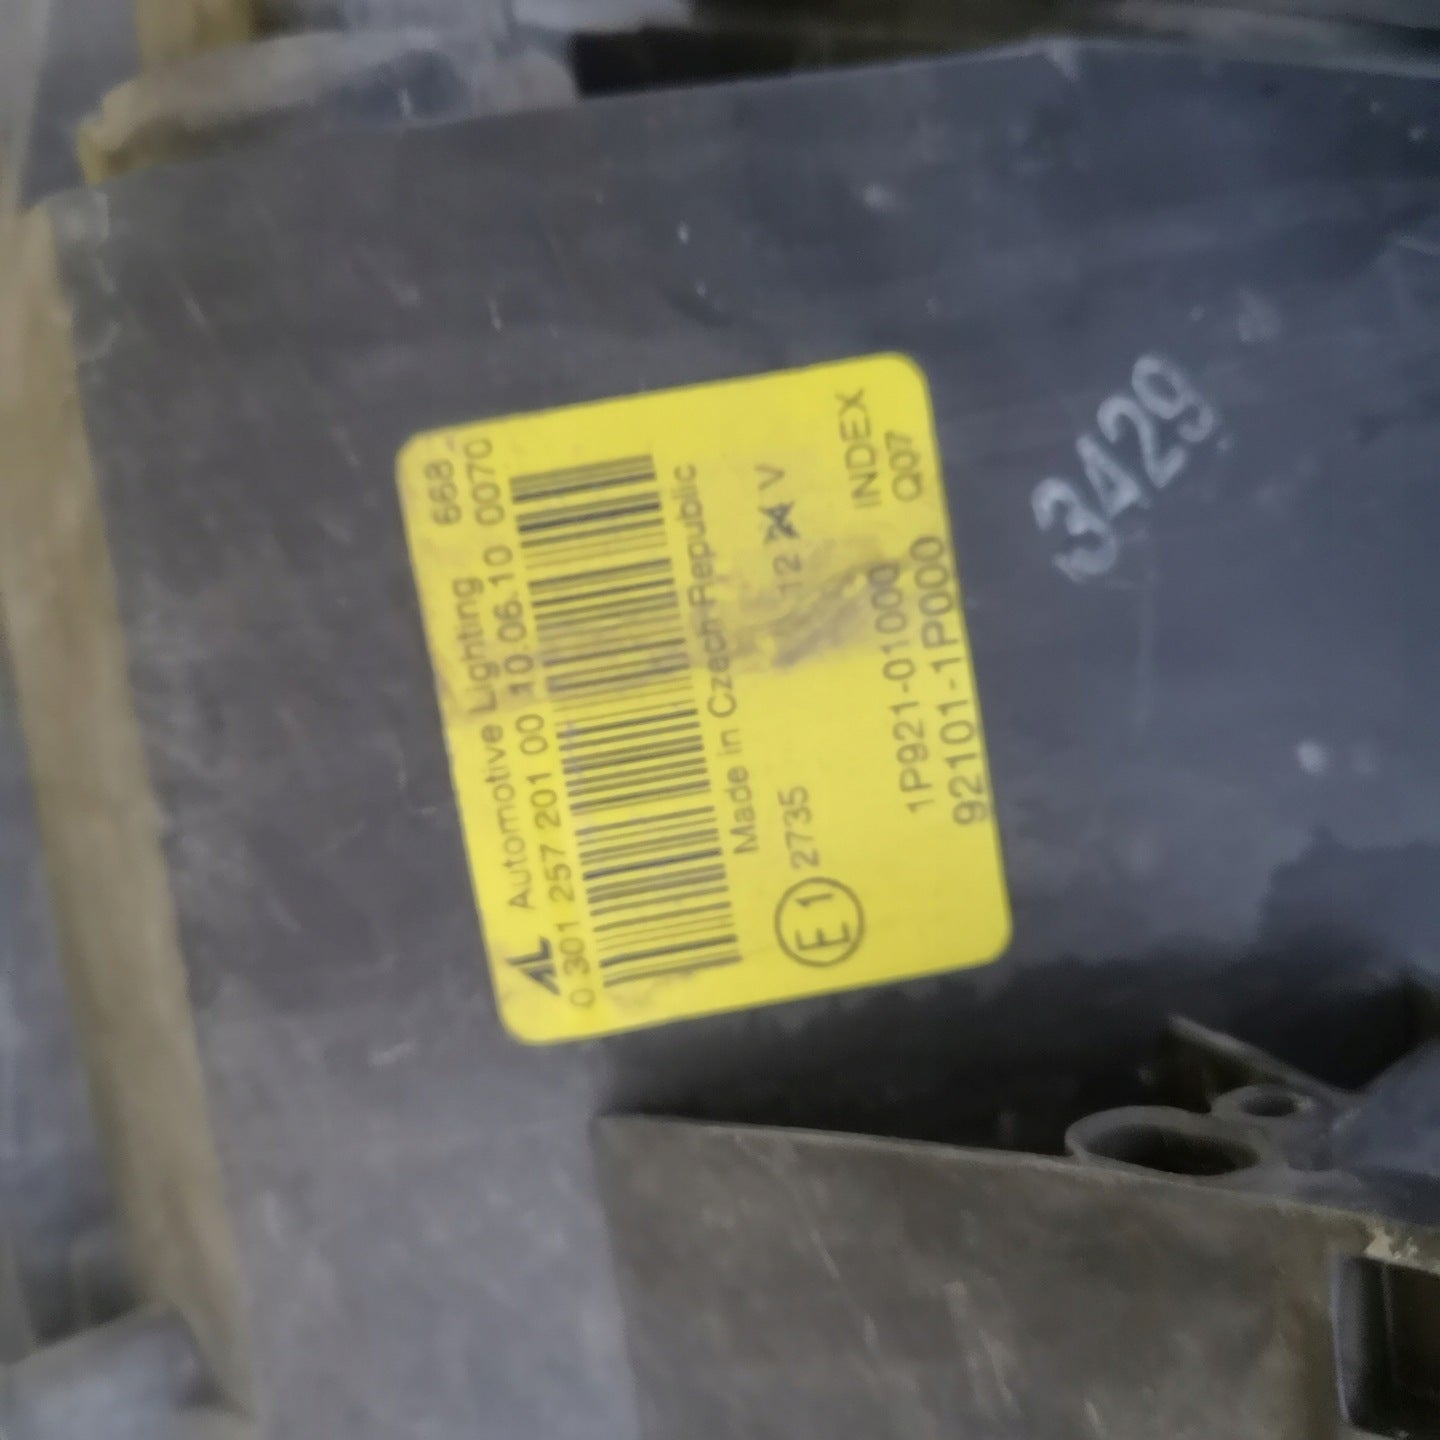 AL Automotive Lighting 668
0 301 257 201 00 10.06.10 0070
Made in Czech Republic
E1 2735 12 24 V
1P921-01000 INDEX
92101-1P000 Q07
3429